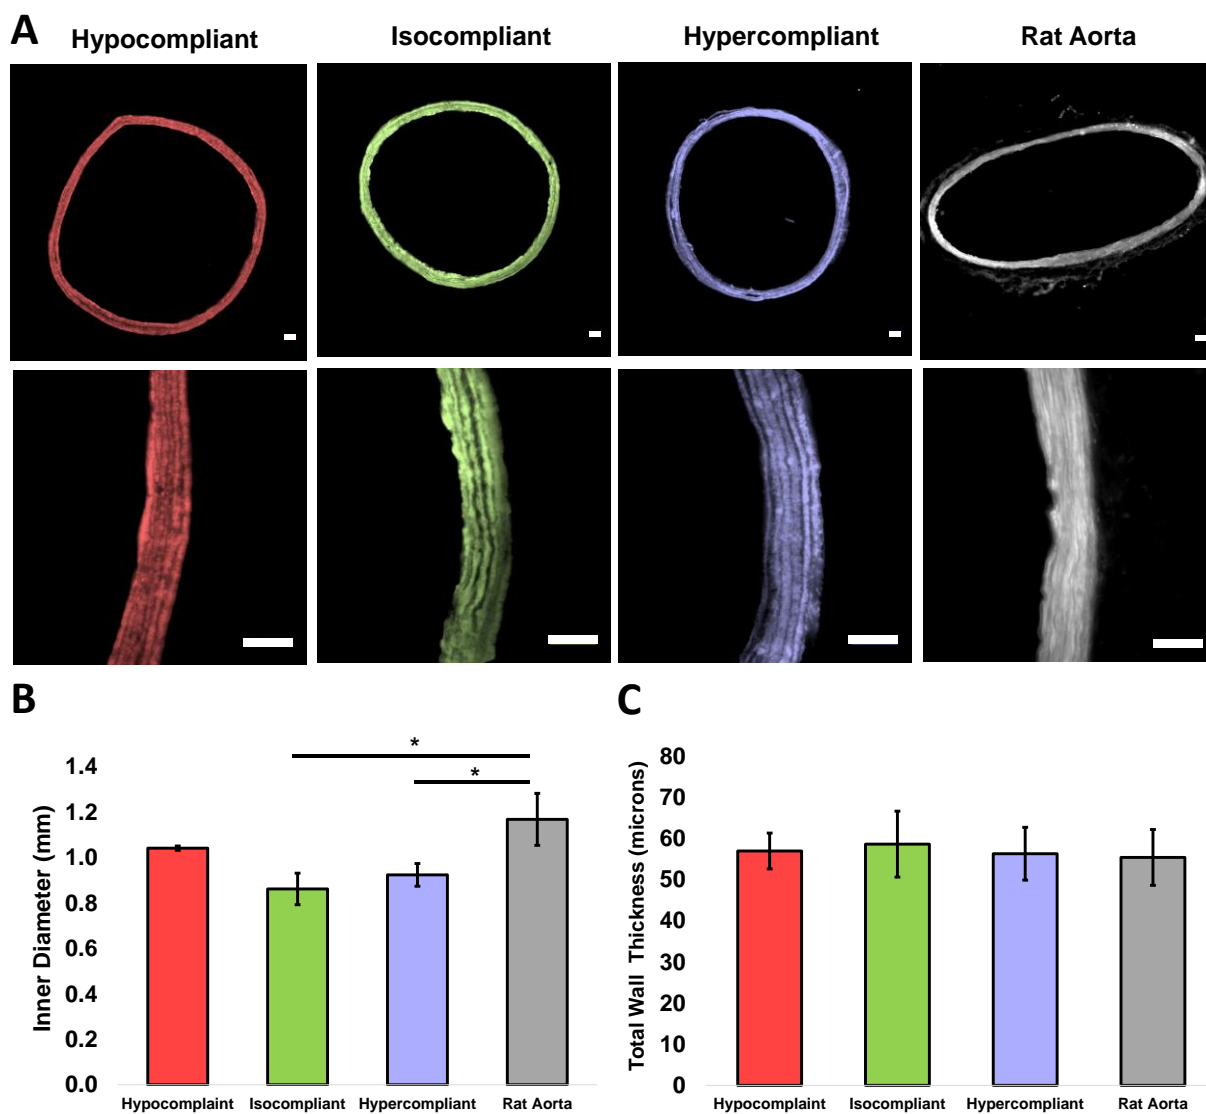 A
Hypocompliant
Isocompliant
Hypercompliant
Rat Aorta
B
Inner Diameter (mm)
1.4
1.2
1.0
0.8
0.6
0.4
0.2
0.0
*
*
Hypocomplaint
Isocompliant
Hypercompliant
Rat Aorta
C
Total Wall Thickness (microns)
80
70
60
50
40
30
20
10
0
Hypocompliant
Isocompliant
Hypercompliant
Rat Aorta